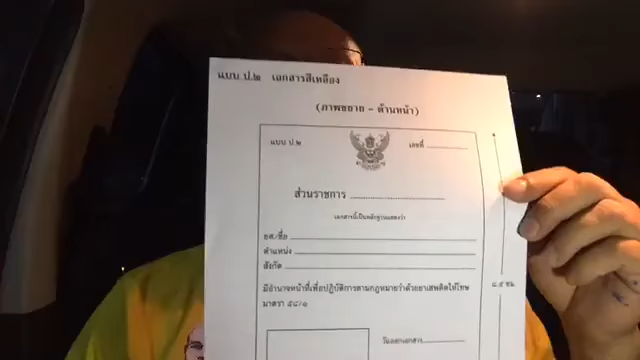 แบบ ป.๒ เอกสารสีเหลือง
(ภาพขยาย - ด้านหน้า)
แบบ ป.๒
เลขที่
ส่วนราชการ
เอกสารนี้เป็นหลักฐานแสดงว่า
ยศ/ชื่อ
ตำแหน่ง
สังกัด
มีอำนาจหน้าที่เพื่อปฏิบัติการตามกฎหมายว่าด้วยยาเสพติดให้โทษ
มาตรา ๕๘/๑
วันออกเอกสาร
๘.๕ ซม